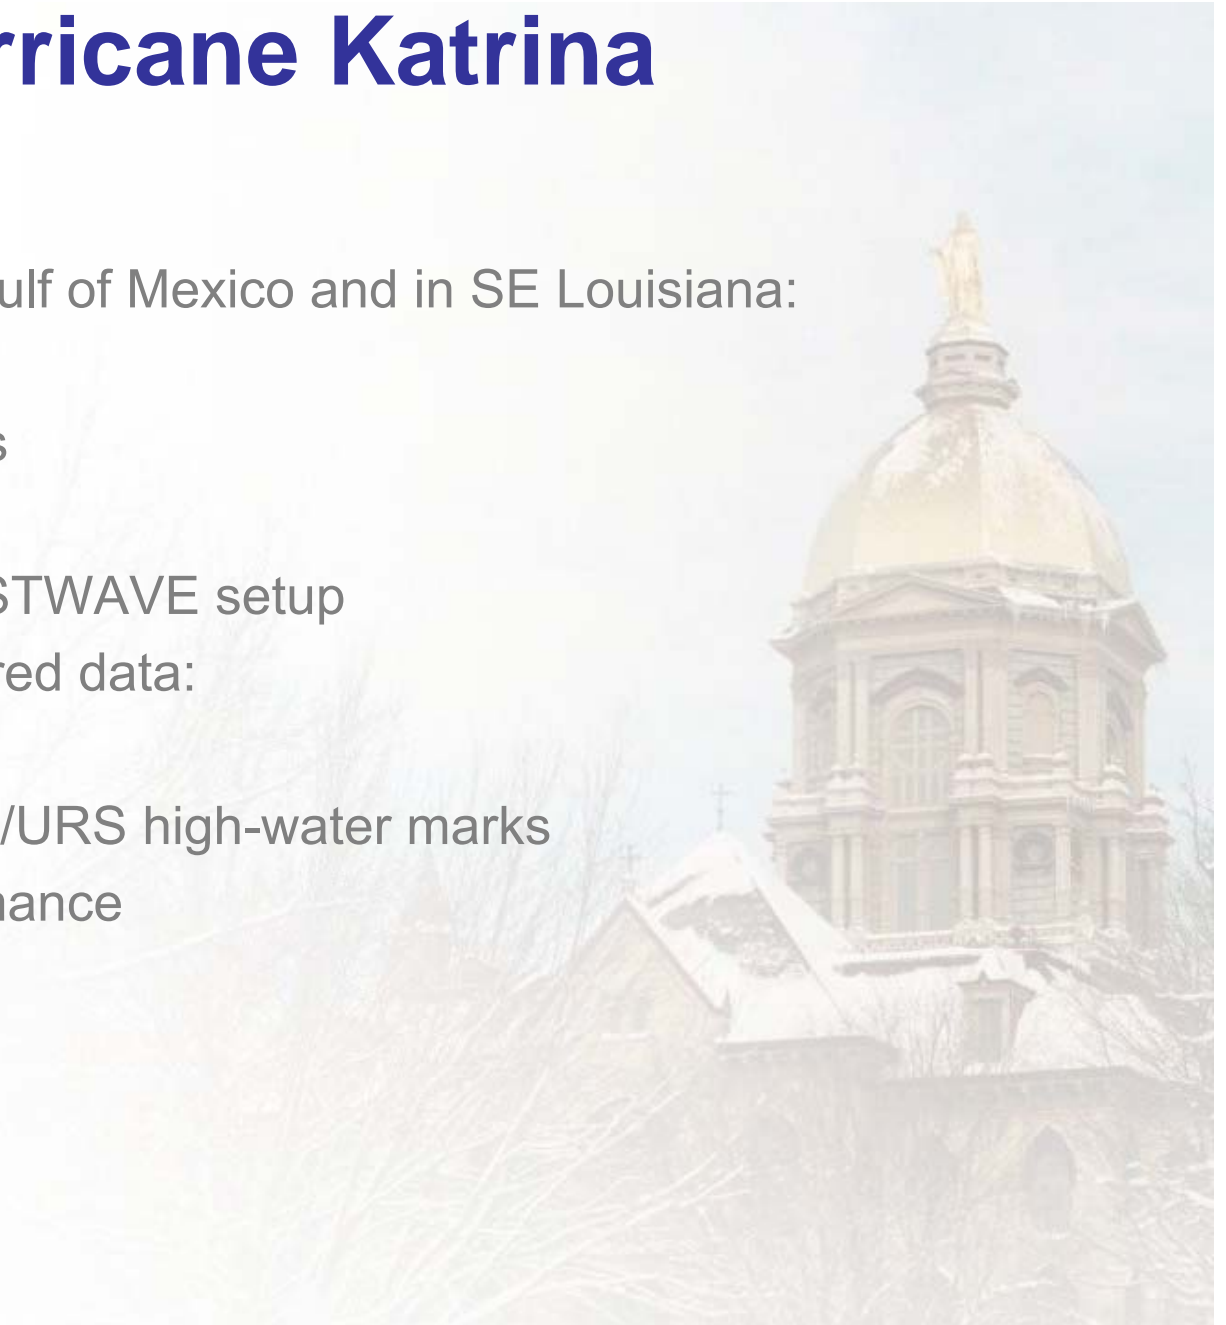 rricane Katrina
ulf of Mexico and in SE Louisiana:
s
STWAVE setup
red data:
/URS high-water marks
nance